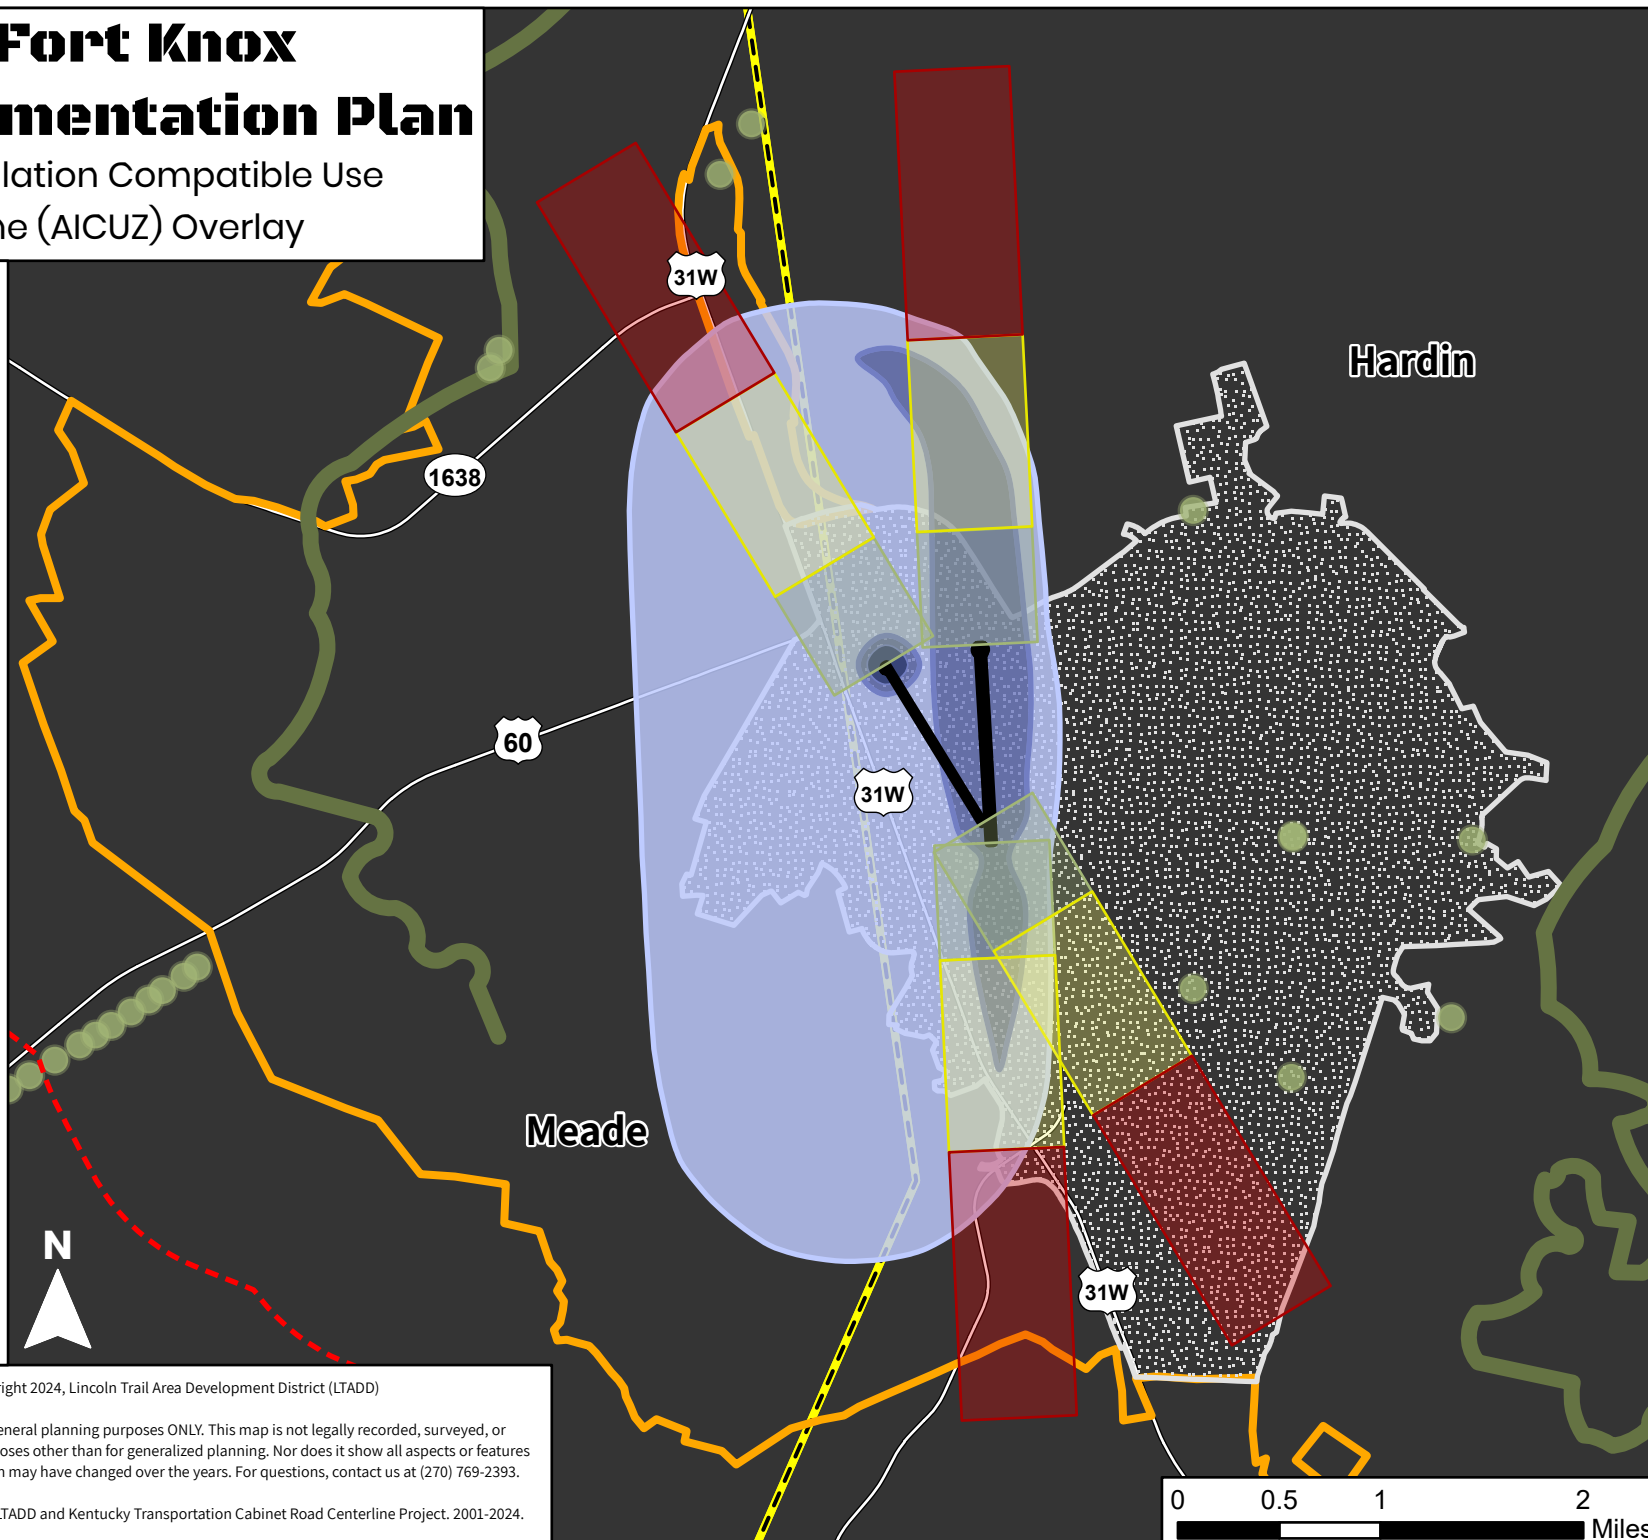 Fort Knox
mentation Plan
lation Compatible Use
ne (AICUZ) Overlay
31W
Hardin
1638
60
31W
Meade
N
31W
right 2024, Lincoln Trail Area Development District (LTADD)
eneral planning purposes ONLY. This map is not legally recorded, surveyed, or
oses other than for generalized planning. Nor does it show all aspects or features
n may have changed over the years. For questions, contact us at (270) 769-2393.
LTADD and Kentucky Transportation Cabinet Road Centerline Project. 2001-2024.
0 0.5 1 2
Miles